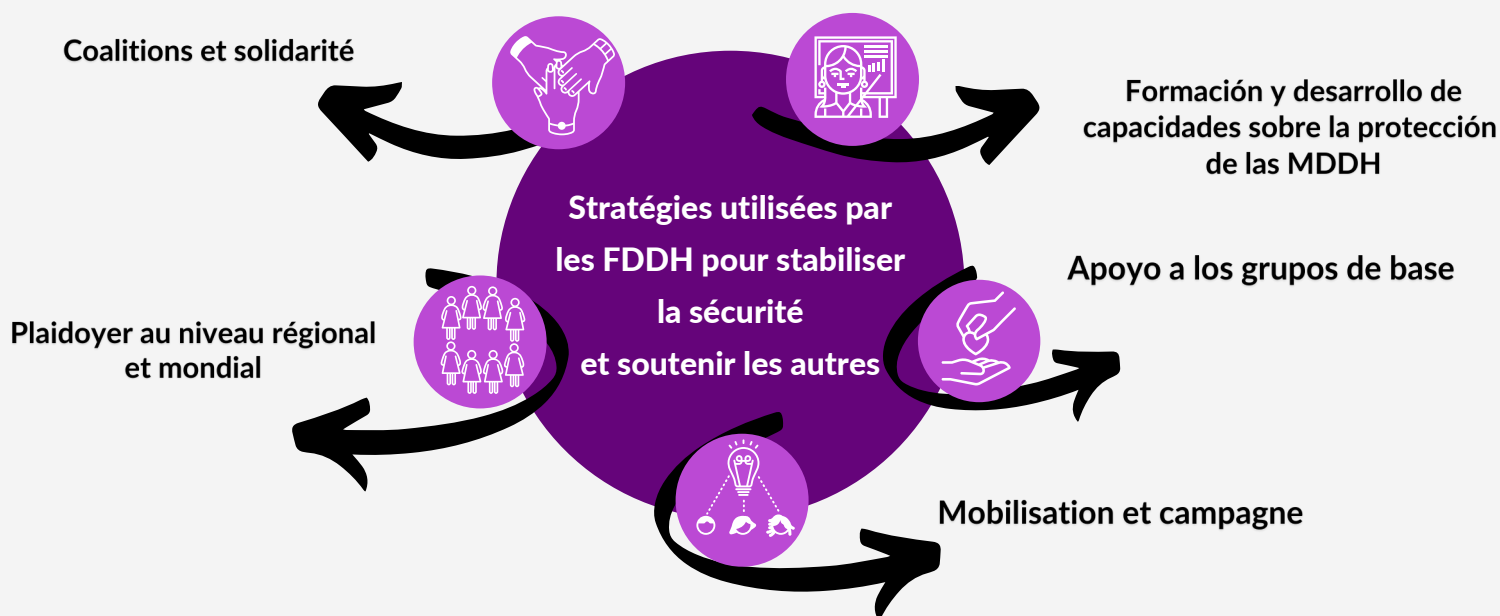 Coalitions et solidarité
Formación y desarrollo de
capacidades sobre la protección
de las MDDH
Stratégies utilisées par
les FDDH pour stabiliser
la sécurité
et soutenir les autres
Apoyo a los grupos de base
Plaidoyer au niveau régional
et mondial
Mobilisation et campagne